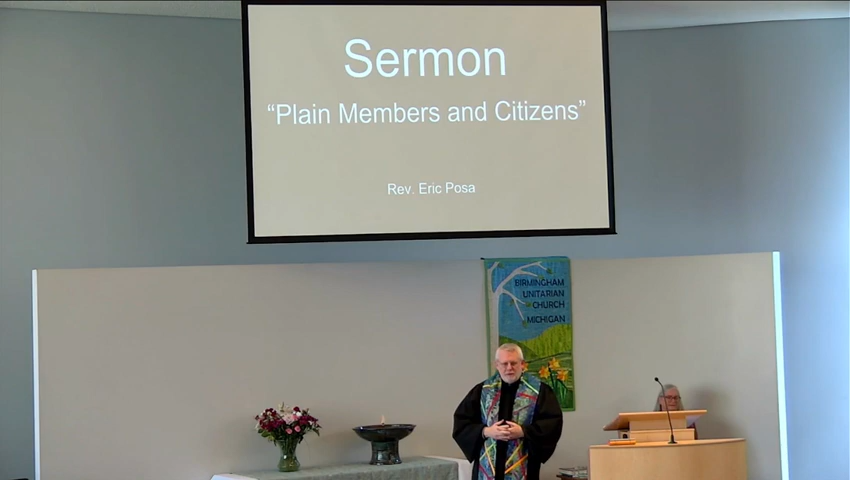 Sermon
“Plain Members and Citizens”
Rev. Eric Posa
BIRMINGHAM
UNITARIAN
CHURCH
MICHIGAN